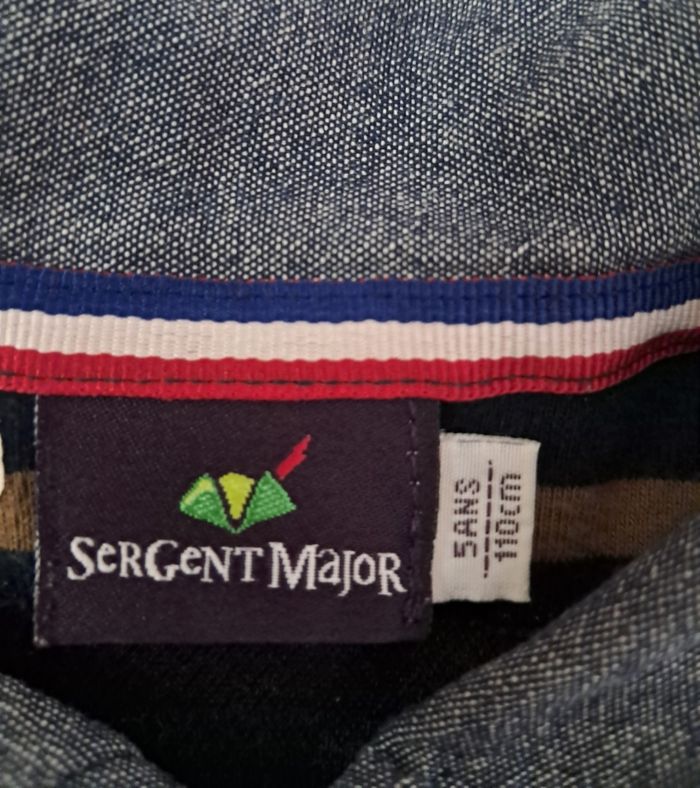 SerGent Major
5ANS
110cm